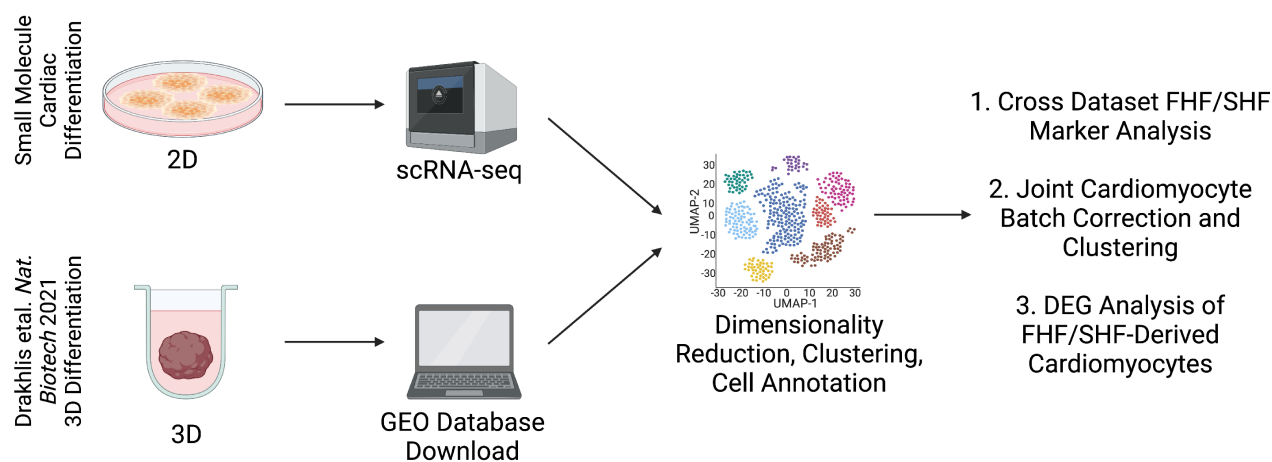 Small Molecule
Cardiac
Differentiation
2D
scRNA-seq
Drakhlis etal. Nat.
Biotech 2021
3D Differentiation
3D
GEO Database
Download
UMAP-2
30
20
10
0
-10
-20
-30
-30 -20 -10 0 10 20 30
UMAP-1
Dimensionality
Reduction, Clustering,
Cell Annotation
1. Cross Dataset FHF/SHF
Marker Analysis
2. Joint Cardiomyocyte
Batch Correction and
Clustering
3. DEG Analysis of
FHF/SHF-Derived
Cardiomyocytes